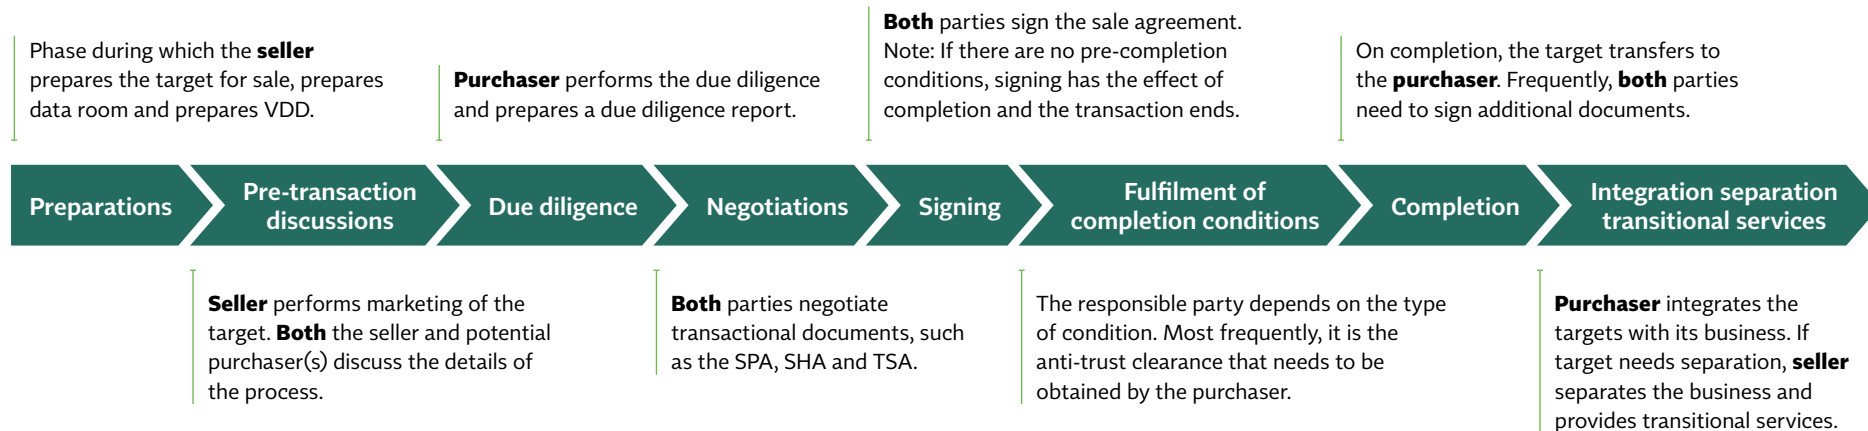 Phase during which the seller
prepares the target for sale, prepares
data room and prepares VDD.
Purchaser performs the due diligence
and prepares a due diligence report.
Both parties sign the sale agreement.
Note: If there are no pre-completion
conditions, signing has the effect of
completion and the transaction ends.
On completion, the target transfers to
the purchaser. Frequently, both parties
need to sign additional documents.
Preparations
Pre-transaction
discussions
Due diligence
Negotiations
Signing
Fulfilment of
completion conditions
Completion
Integration separation
transitional services
Seller performs marketing of the
target. Both the seller and potential
purchaser(s) discuss the details of
the process.
Both parties negotiate
transactional documents, such
as the SPA, SHA and TSA.
The responsible party depends on the type
of condition. Most frequently, it is the
anti-trust clearance that needs to be
obtained by the purchaser.
Purchaser integrates the
targets with its business. If
target needs separation, seller
separates the business and
provides transitional services.